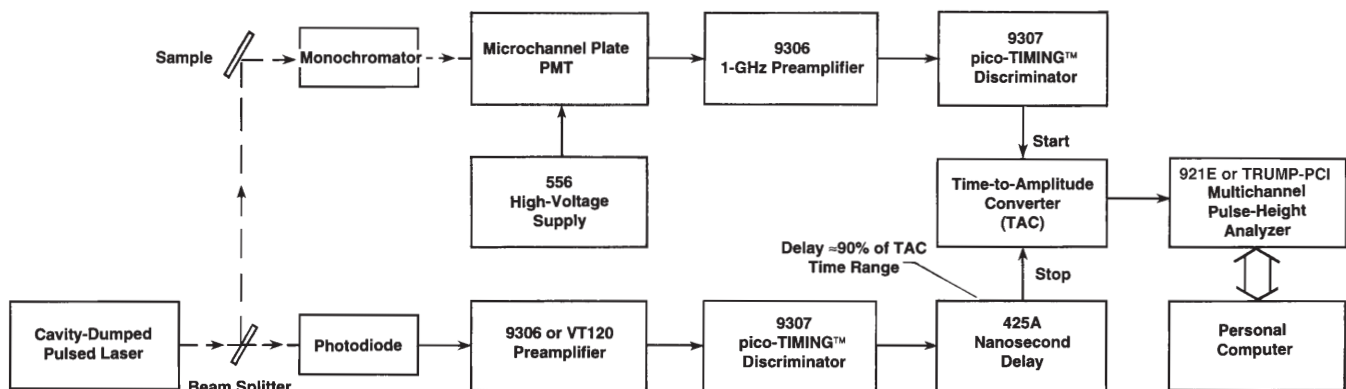 Sample
Monochromator
Microchannel Plate
PMT
9306
1-GHz Preamplifier
9307
pico-TIMING™
Discriminator
Start
556
High-Voltage
Supply
Time-to-Amplitude
Converter
(TAC)
921E or TRUMP-PCI
Multichannel
Pulse-Height
Analyzer
Delay ≈90% of TAC
Time Range
Stop
Cavity-Dumped
Pulsed Laser
Beam Splitter
Photodiode
9306 or VT120
Preamplifier
9307
pico-TIMING™
Discriminator
425A
Nanosecond
Delay
Personal
Computer